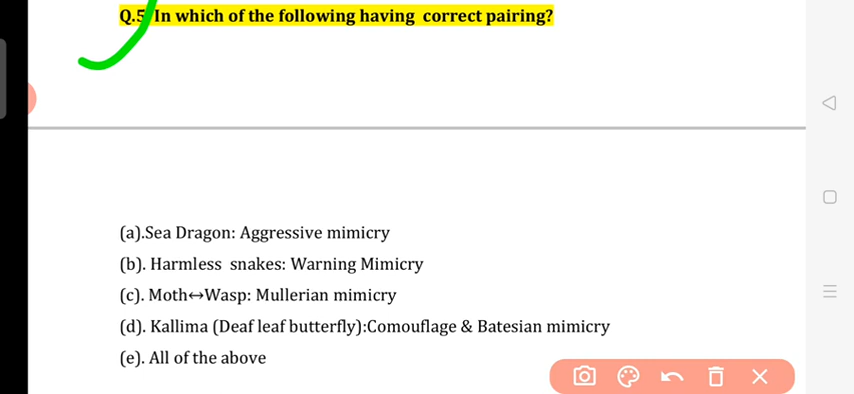 Q.5 In which of the following having correct pairing?
(a).Sea Dragon: Aggressive mimicry
(b). Harmless snakes: Warning Mimicry
(c). Moth↔Wasp: Mullerian mimicry
(d). Kallima (Deaf leaf butterfly):Comouflage & Batesian mimicry
(e). All of the above